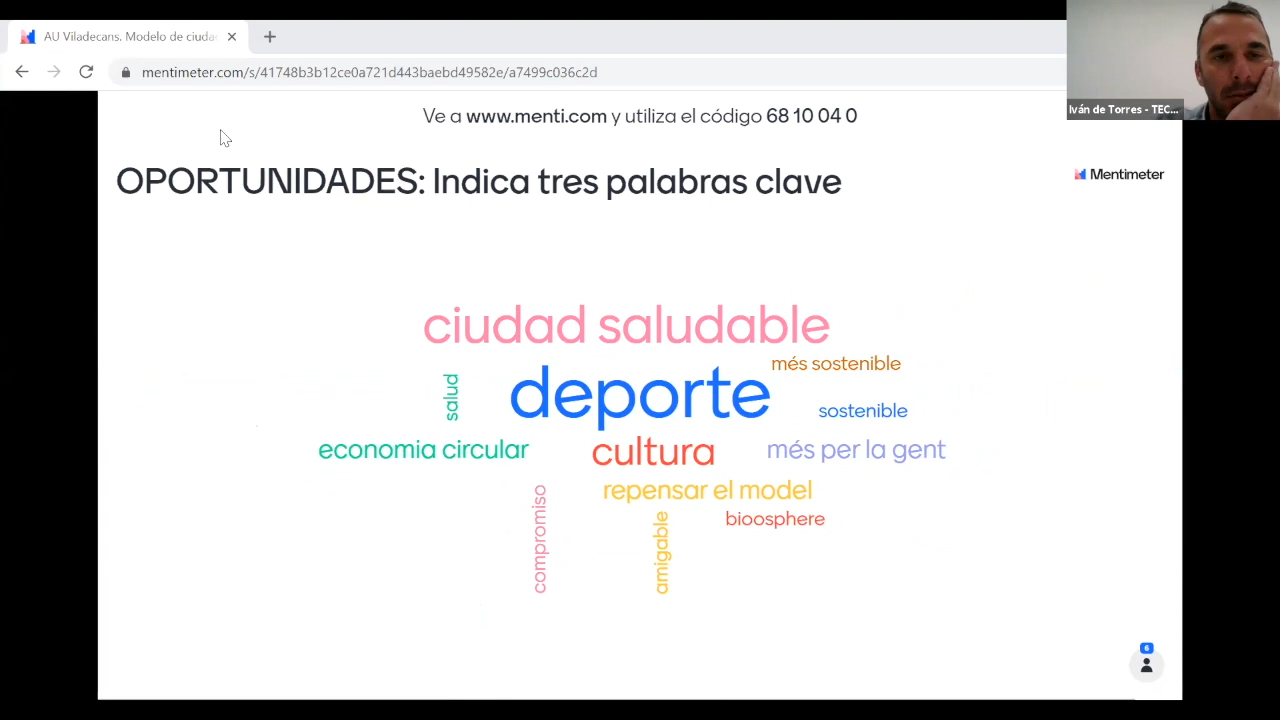 AU Viladecans. Modelo de ciuda
mentimeter.com/s/41748b3b12ce0a721d443baebd49582e/a7499c036c2d
Iván de Torres - TEC...
Ve a www.menti.com y utiliza el código 68 10 04 0
OPORTUNIDADES: Indica tres palabras clave
Mentimeter
ciudad saludable
més sostenible
salud
deporte
sostenible
economia circular
cultura
més per la gent
repensar el model
compromiso
amigable
bioosphere
6